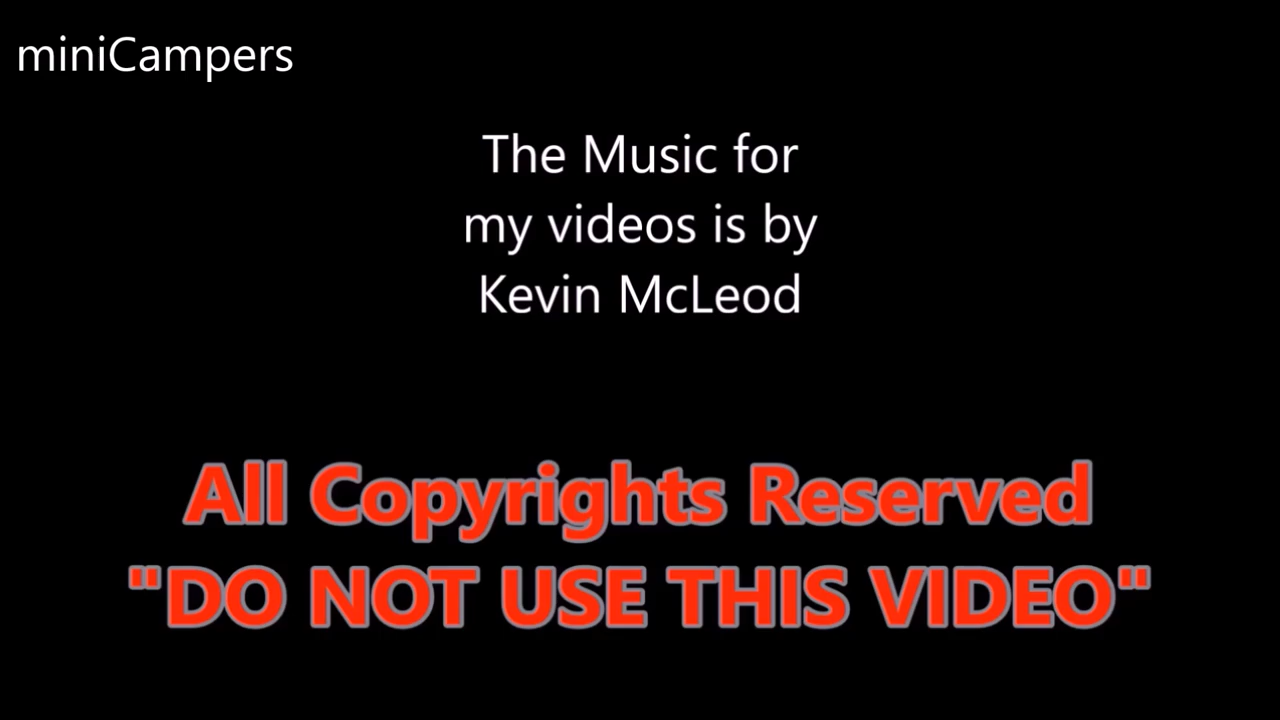 miniCampers
The Music for
my videos is by
Kevin McLeod
All Copyrights Reserved
"DO NOT USE THIS VIDEO"